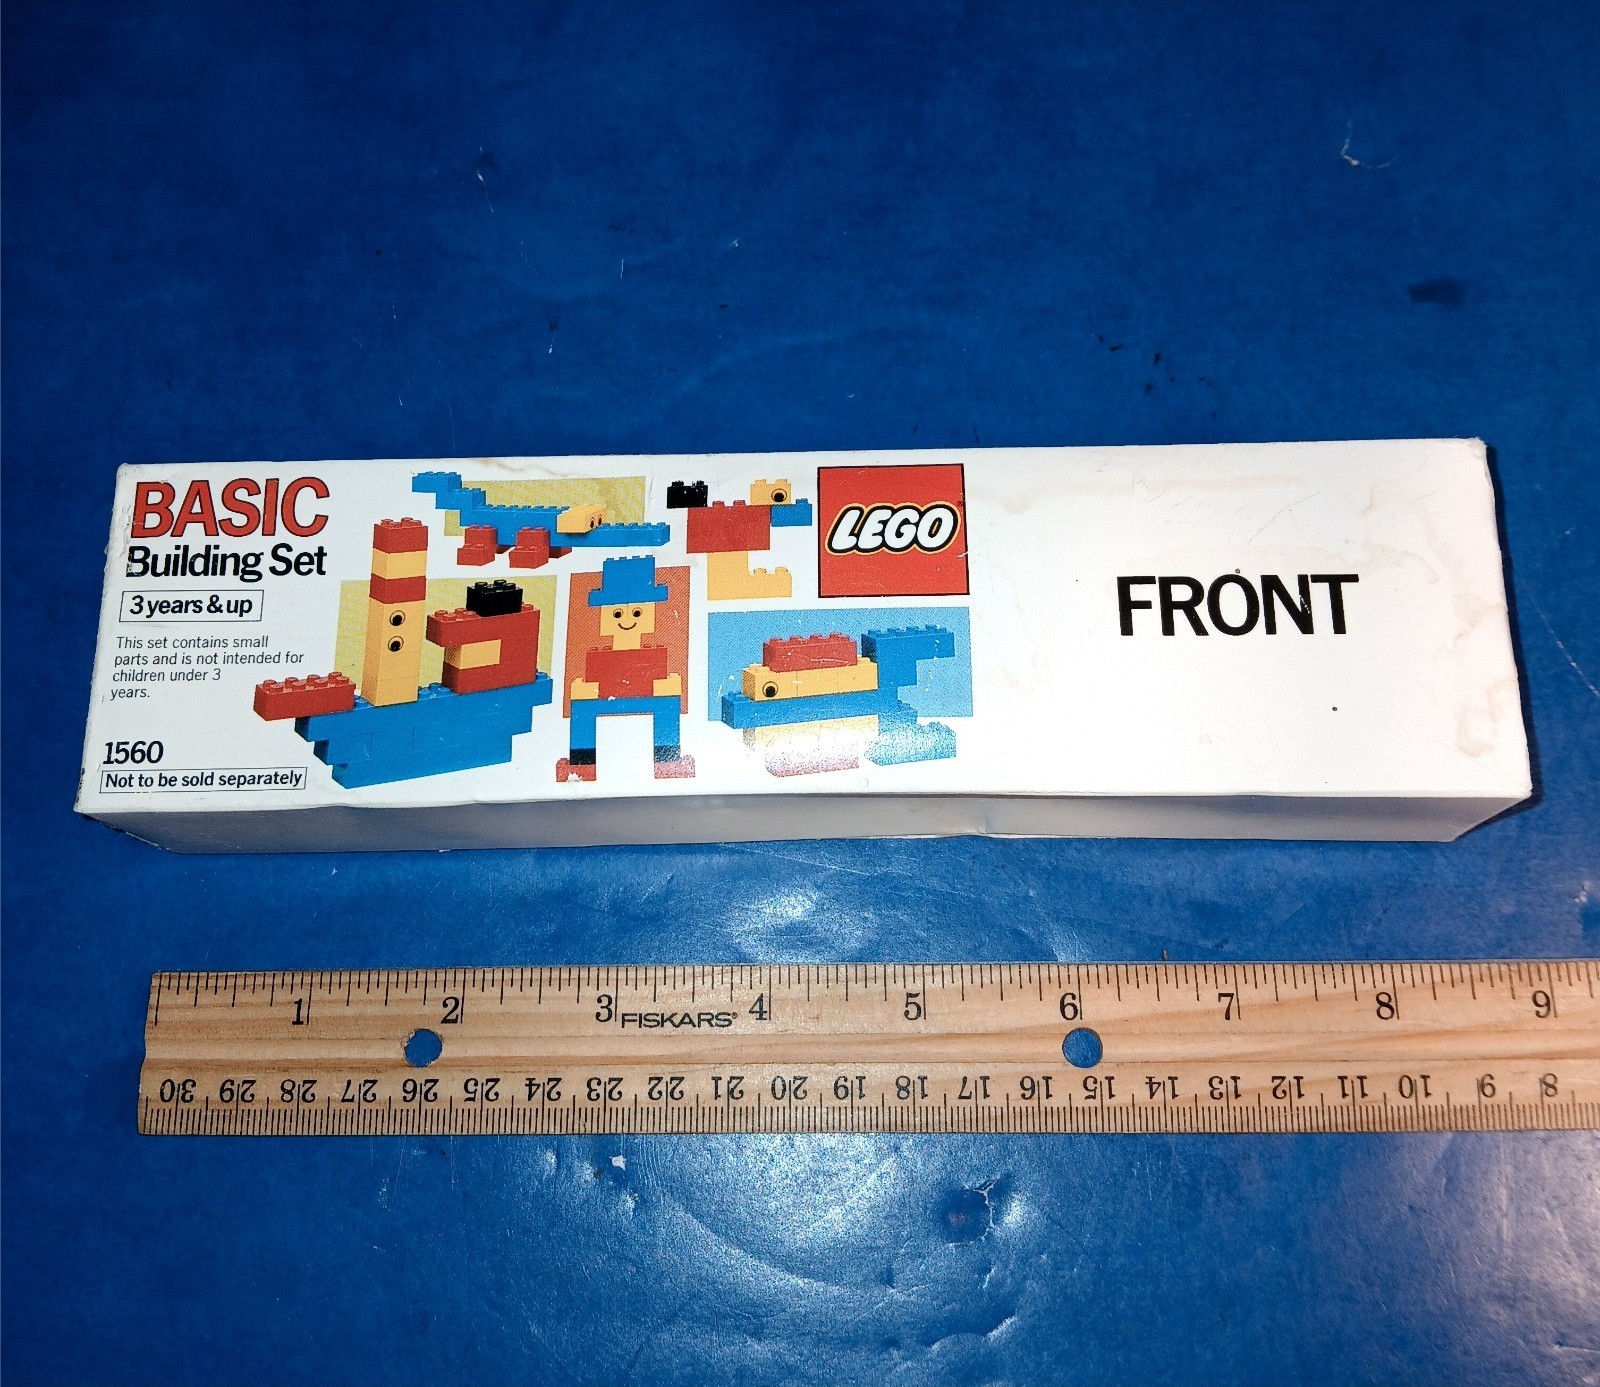 BASIC
Building Set
3 years & up
This set contains small
parts and is not intended for
children under 3
years.
1560
Not to be sold separately
LEGO®
FRONT
1 2 3 4 5 6 7 8 9
FISKARS®
30 29 28 27 26 25 24 23 22 21 20 19 18 17 16 15 14 13 12 11 10 9 8